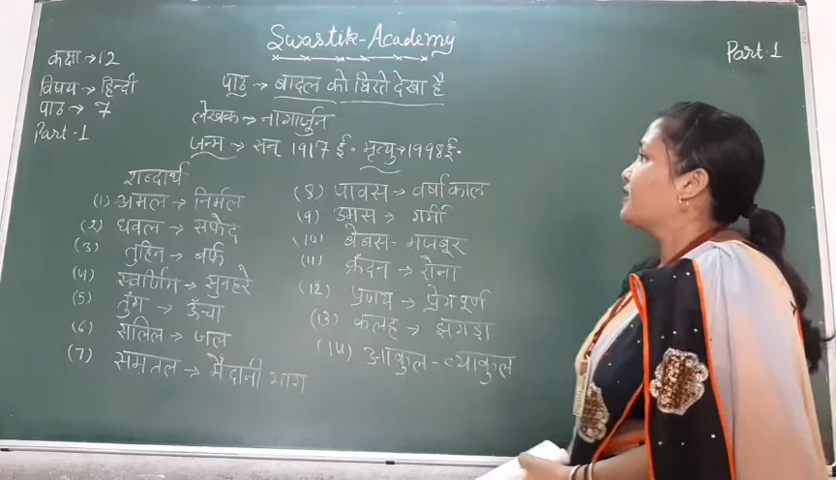 Swastik-Academy
Part-1
कक्षा → 12
विषय → हिन्दी
पाठ → 7
Part-1
पाठ → बादल को घिरते देखा है
लेखक → नागार्जुन
जन्म → सन् 1917 ई. मृत्यु → 1998 ई.
शब्दार्थ
(1) अमल → निर्मल
(2) धवल → सफेद
(3) तुहिन → बर्फ
(4) स्वर्णिम → सुनहरे
(5) तुंग → ऊँचा
(6) शलिल → जल
(7) समतल → मैदानी भाग
(8) पावस → वर्षाकाल
(9) उमस → गर्मी
(10) बेबस - मजबूर
(11) क्रँदन → रोना
(12) प्रणय → प्रेमपूर्ण
(13) कलह → झगड़ा
(14) आकुल - व्याकुल